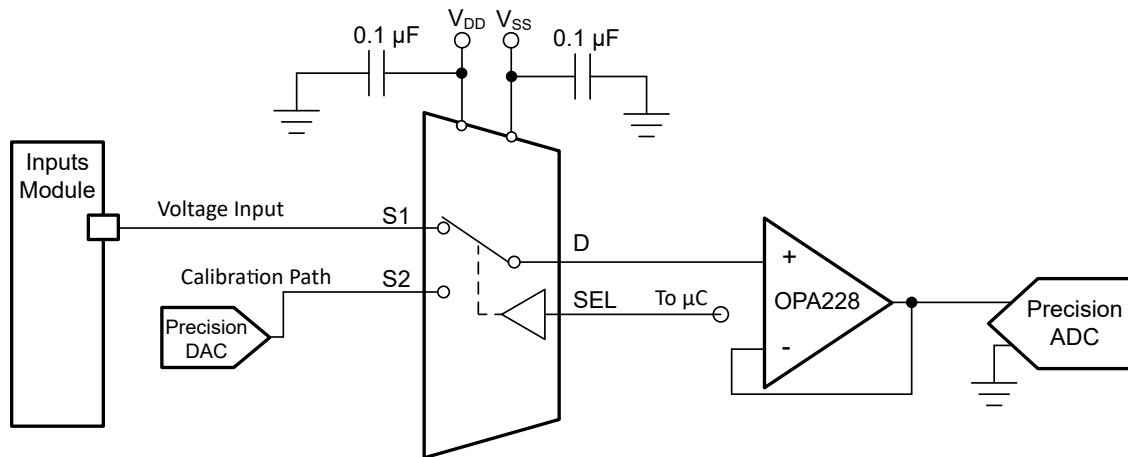 V_DD
V_SS
0.1 µF
0.1 µF
Inputs
Module
Voltage Input
S1
D
+
OPA228
-
Calibration Path
S2
SEL
To µC
Precision
DAC
Precision
ADC